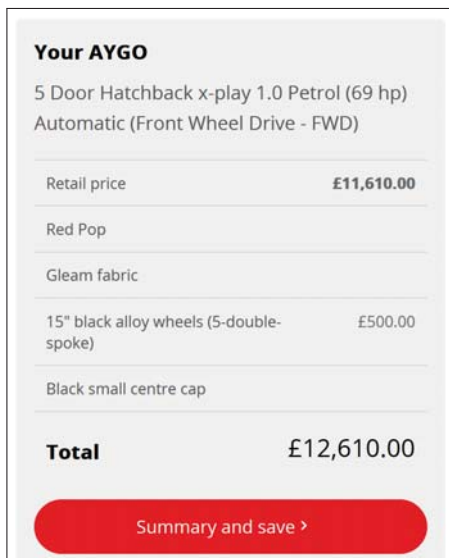 Your AYGO
5 Door Hatchback x-play 1.0 Petrol (69 hp)
Automatic (Front Wheel Drive - FWD)
Retail price £11,610.00
Red Pop
Gleam fabric
15" black alloy wheels (5-double- £500.00
spoke)
Black small centre cap
Total £12,610.00
Summary and save >